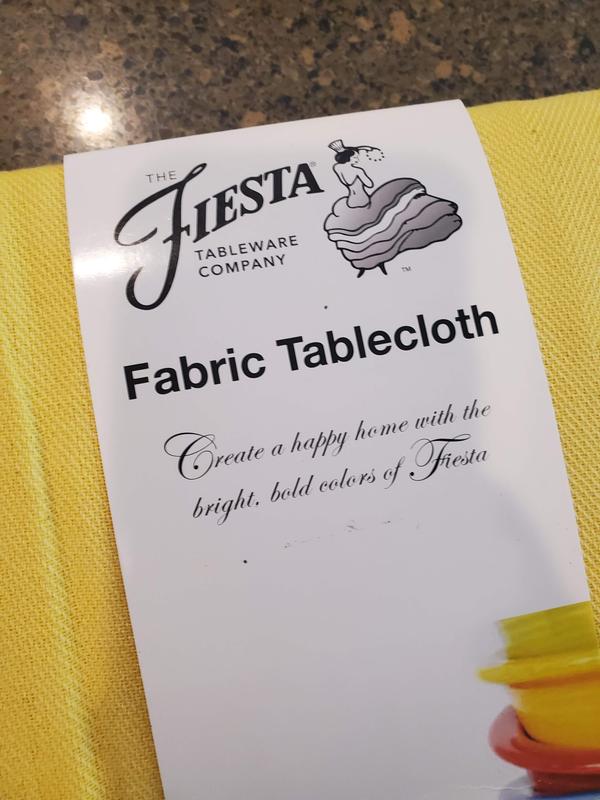 THE
FIESTA®
TABLEWARE
COMPANY
TM
Fabric Tablecloth
Create a happy home with the
bright, bold colors of Fiesta